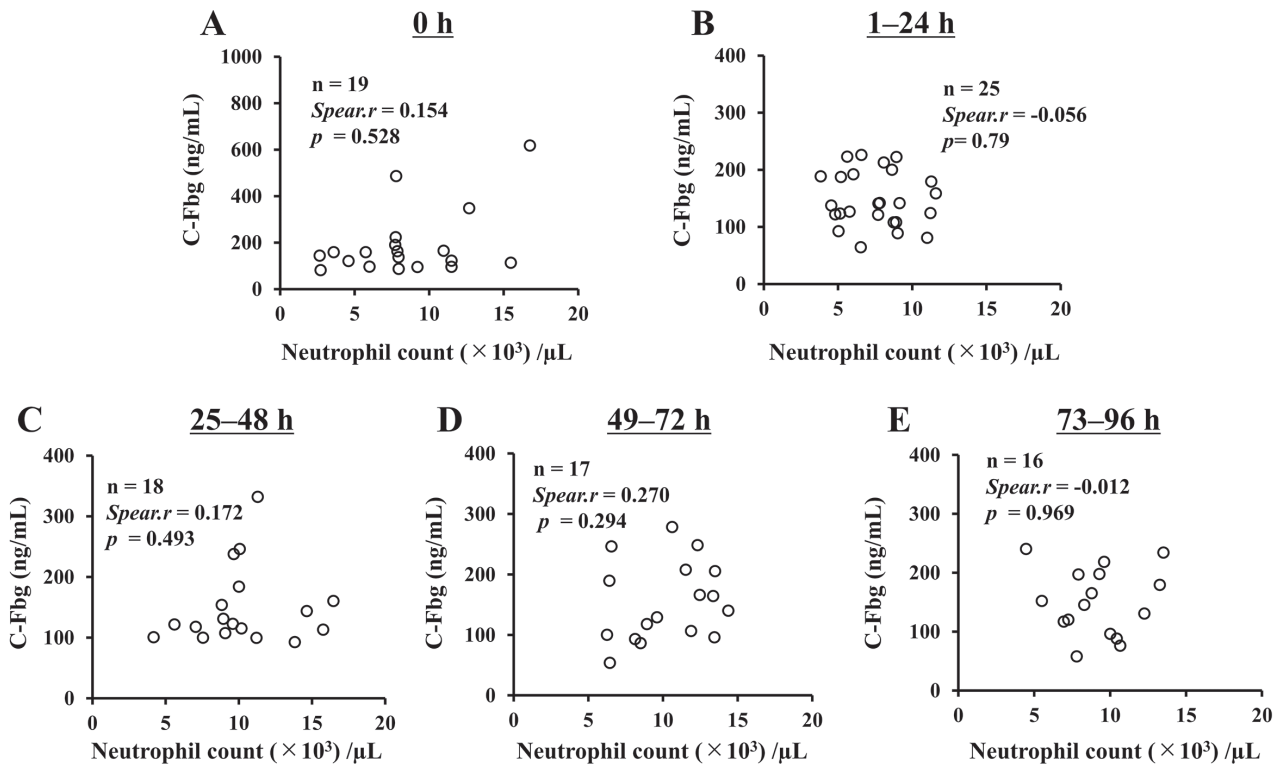 A
0 h
1000
800
600
400
200
0
C-Fbg (ng/mL)
n = 19
Spear.r = 0.154
p = 0.528
0 5 10 15 20
Neutrophil count (×10³) /μL
B
1–24 h
400
300
200
100
0
C-Fbg (ng/mL)
n = 25
Spear.r = -0.056
p= 0.79
0 5 10 15 20
Neutrophil count (×10³) /μL
C
25–48 h
400
300
200
100
0
C-Fbg (ng/mL)
n = 18
Spear.r = 0.172
p = 0.493
0 5 10 15 20
Neutrophil count (×10³) /μL
D
49–72 h
400
300
200
100
0
C-Fbg (ng/mL)
n = 17
Spear.r = 0.270
p = 0.294
0 5 10 15 20
Neutrophil count (×10³) /μL
E
73–96 h
400
300
200
100
0
C-Fbg (ng/mL)
n = 16
Spear.r = -0.012
p = 0.969
0 5 10 15 20
Neutrophil count (×10³) /μL